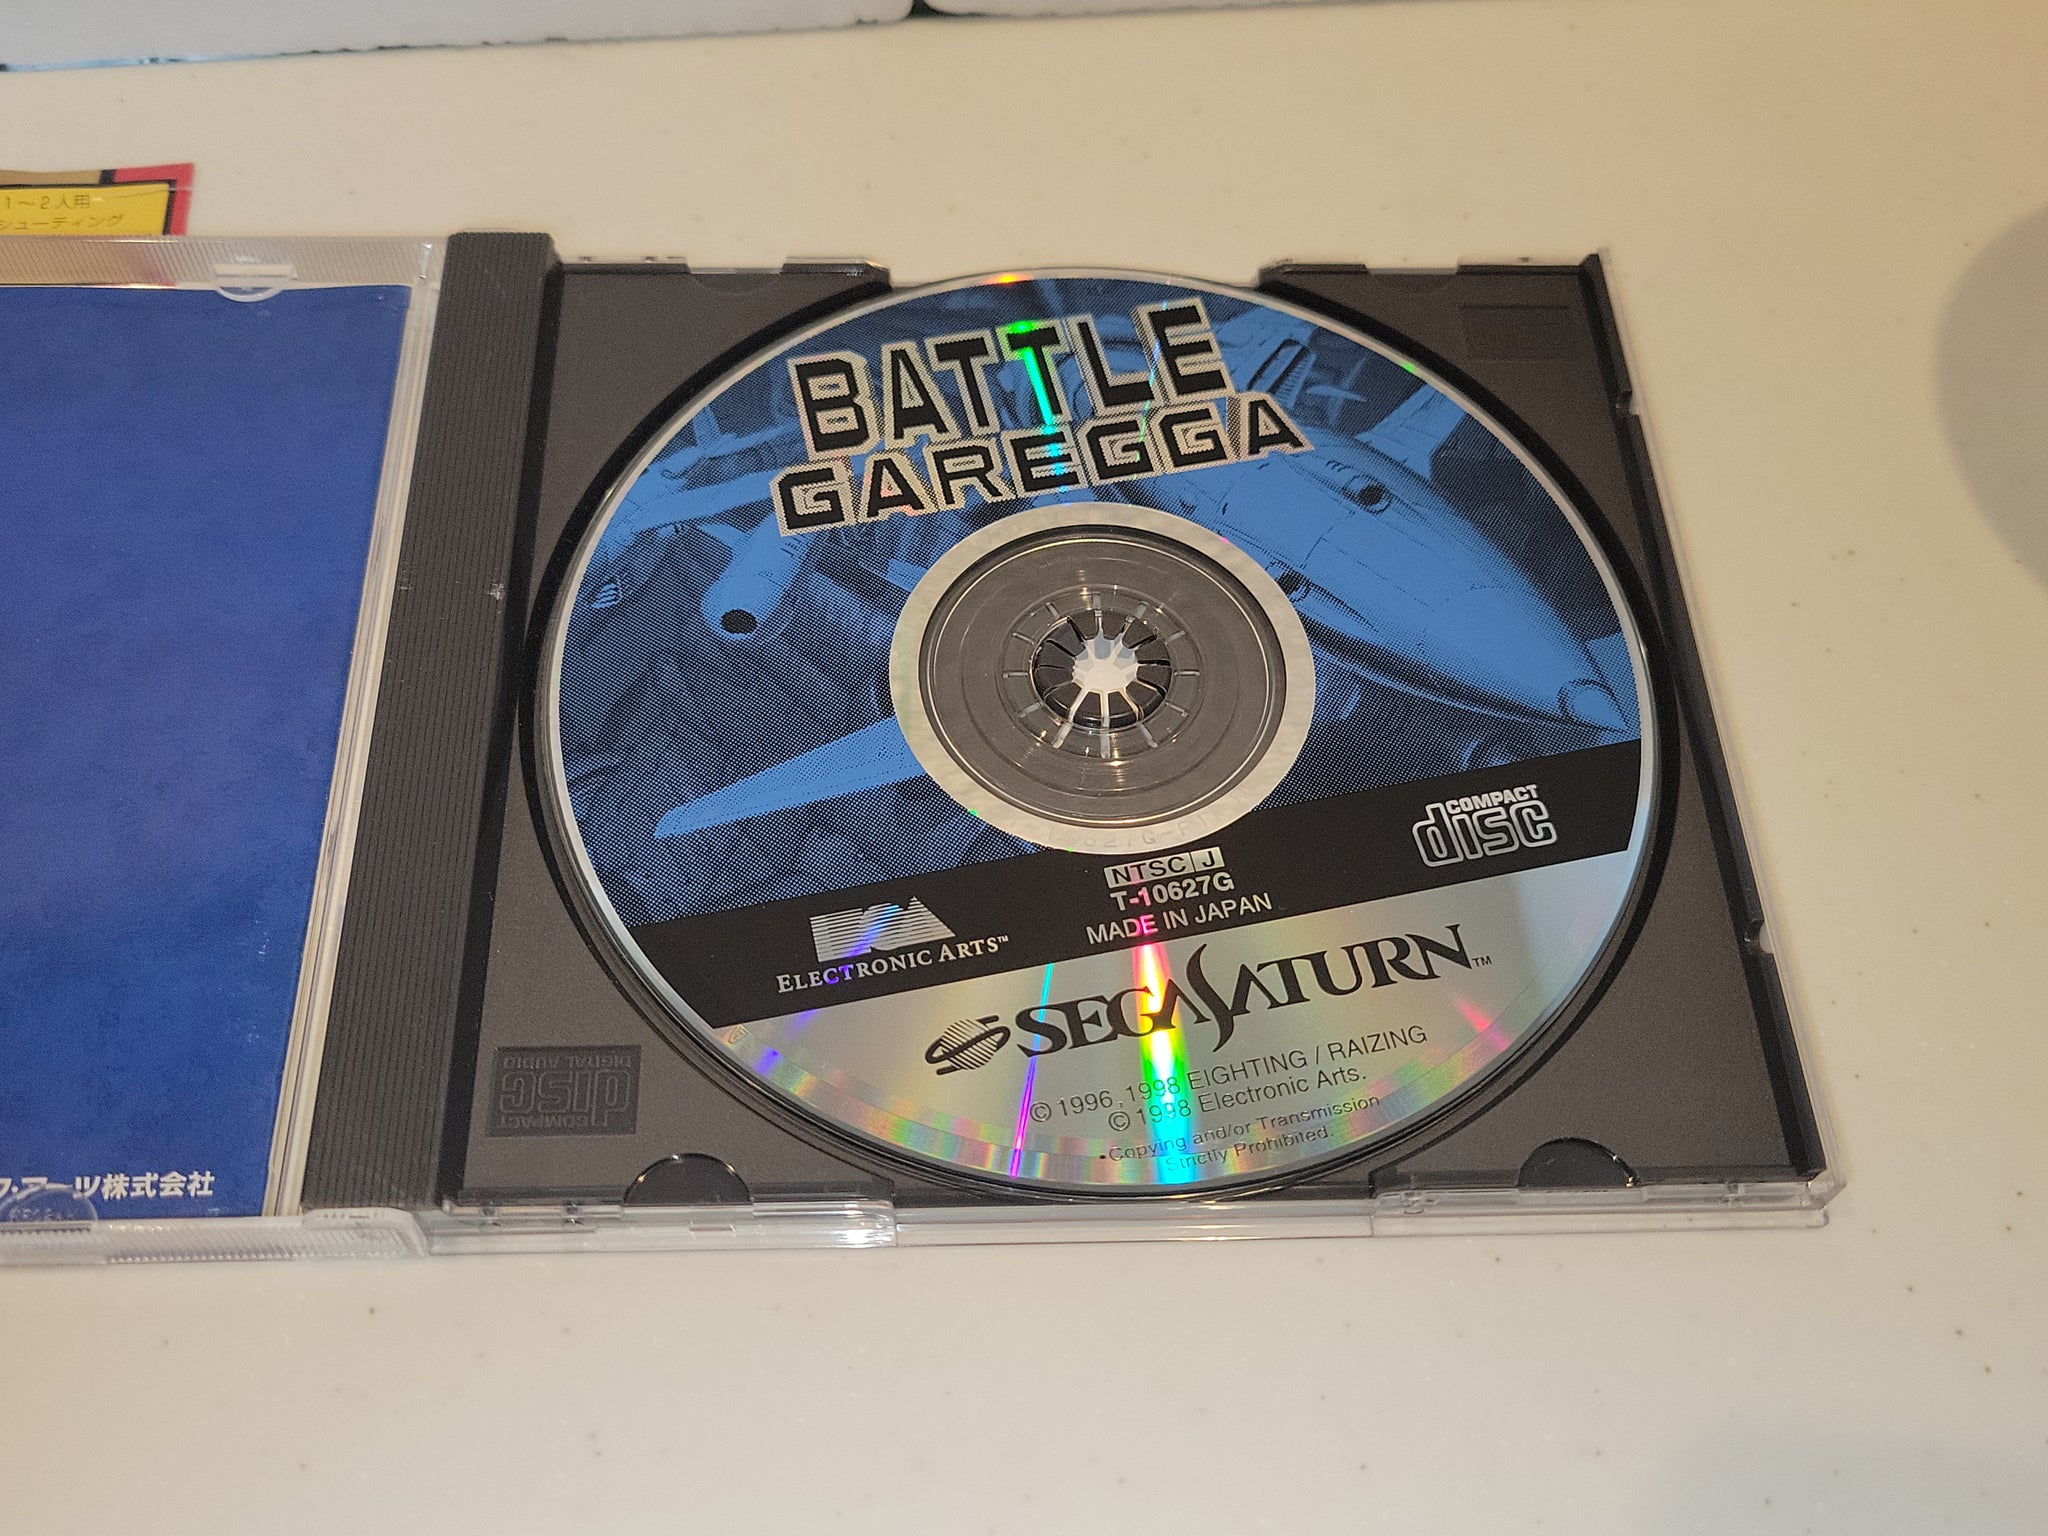 1～2人用
シューティング
BATTLE
GAREGGA
COMPACT
disc
NTSC J
T-10627G
MADE IN JAPAN
ELECTRONIC ARTS™
SEGA SATURN™
© 1996, 1998 EIGHTING / RAIZING
© 1998 Electronic Arts.
Copying and/or Transmission
Strictly Prohibited.
COMPACT
disc
DIGITAL AUDIO
ク・アーツ株式会社